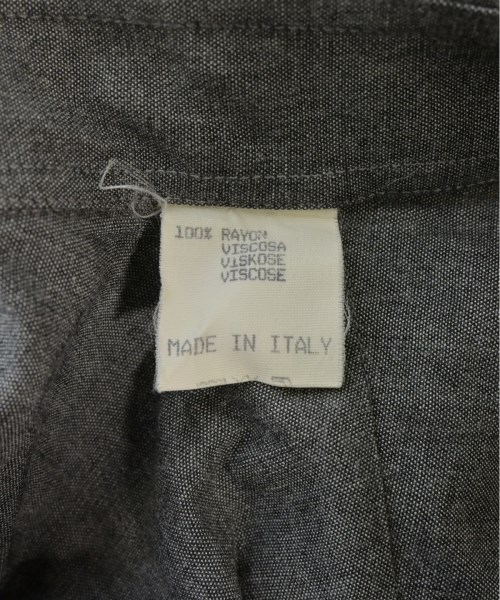 100% RAYON
VISCOSA
VISKOSE
VISCOSE
MADE IN ITALY